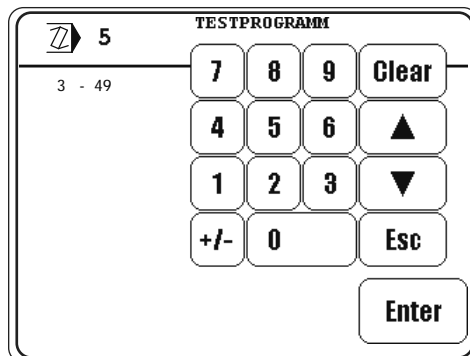 TESTPROGRAMM
5
3 - 49
7 8 9 Clear
4 5 6
1 2 3
+/- 0 Esc
Enter